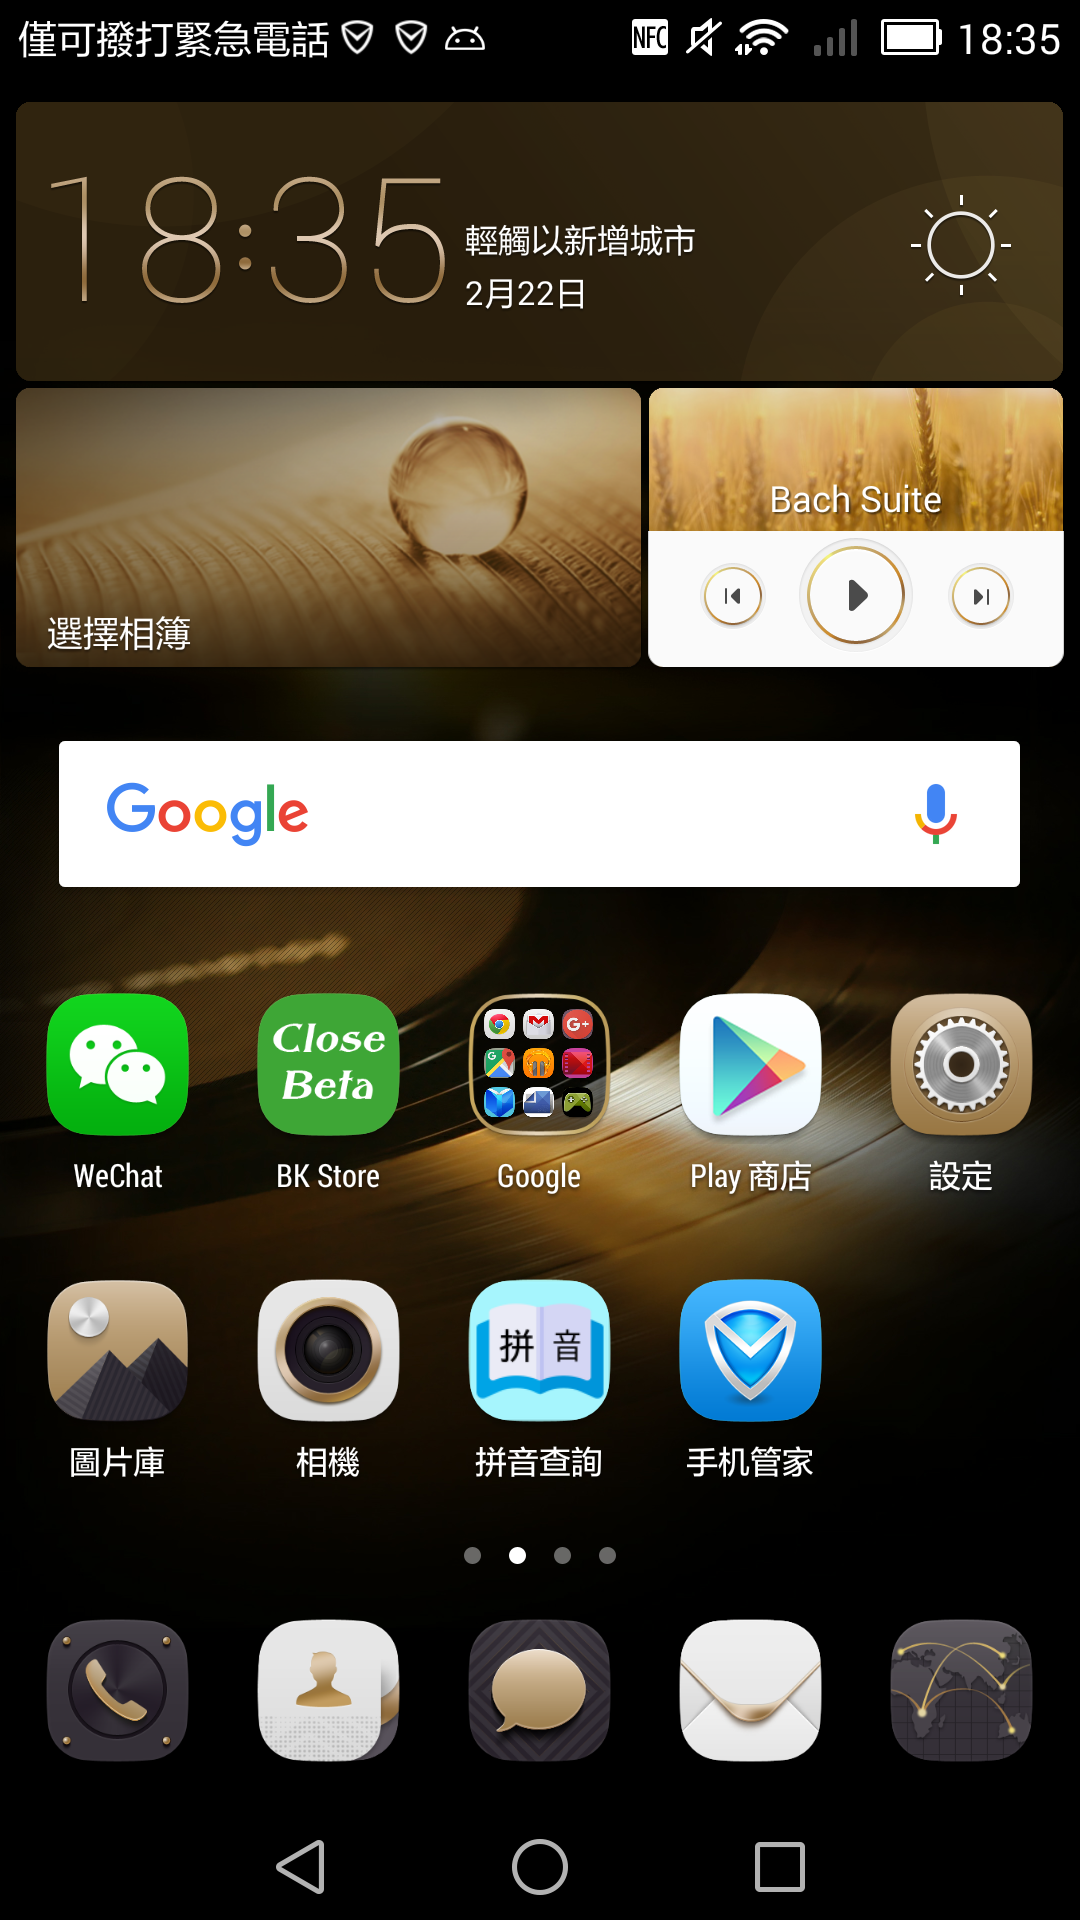 僅可撥打緊急電話 NFC 18:35
18:35
輕觸以新增城市
2月22日
選擇相簿
Bach Suite
Google
Close
Beta
G+
WeChat
BK Store
Google
Play 商店
設定
拼 音
圖片庫
相機
拼音查詢
手机管家